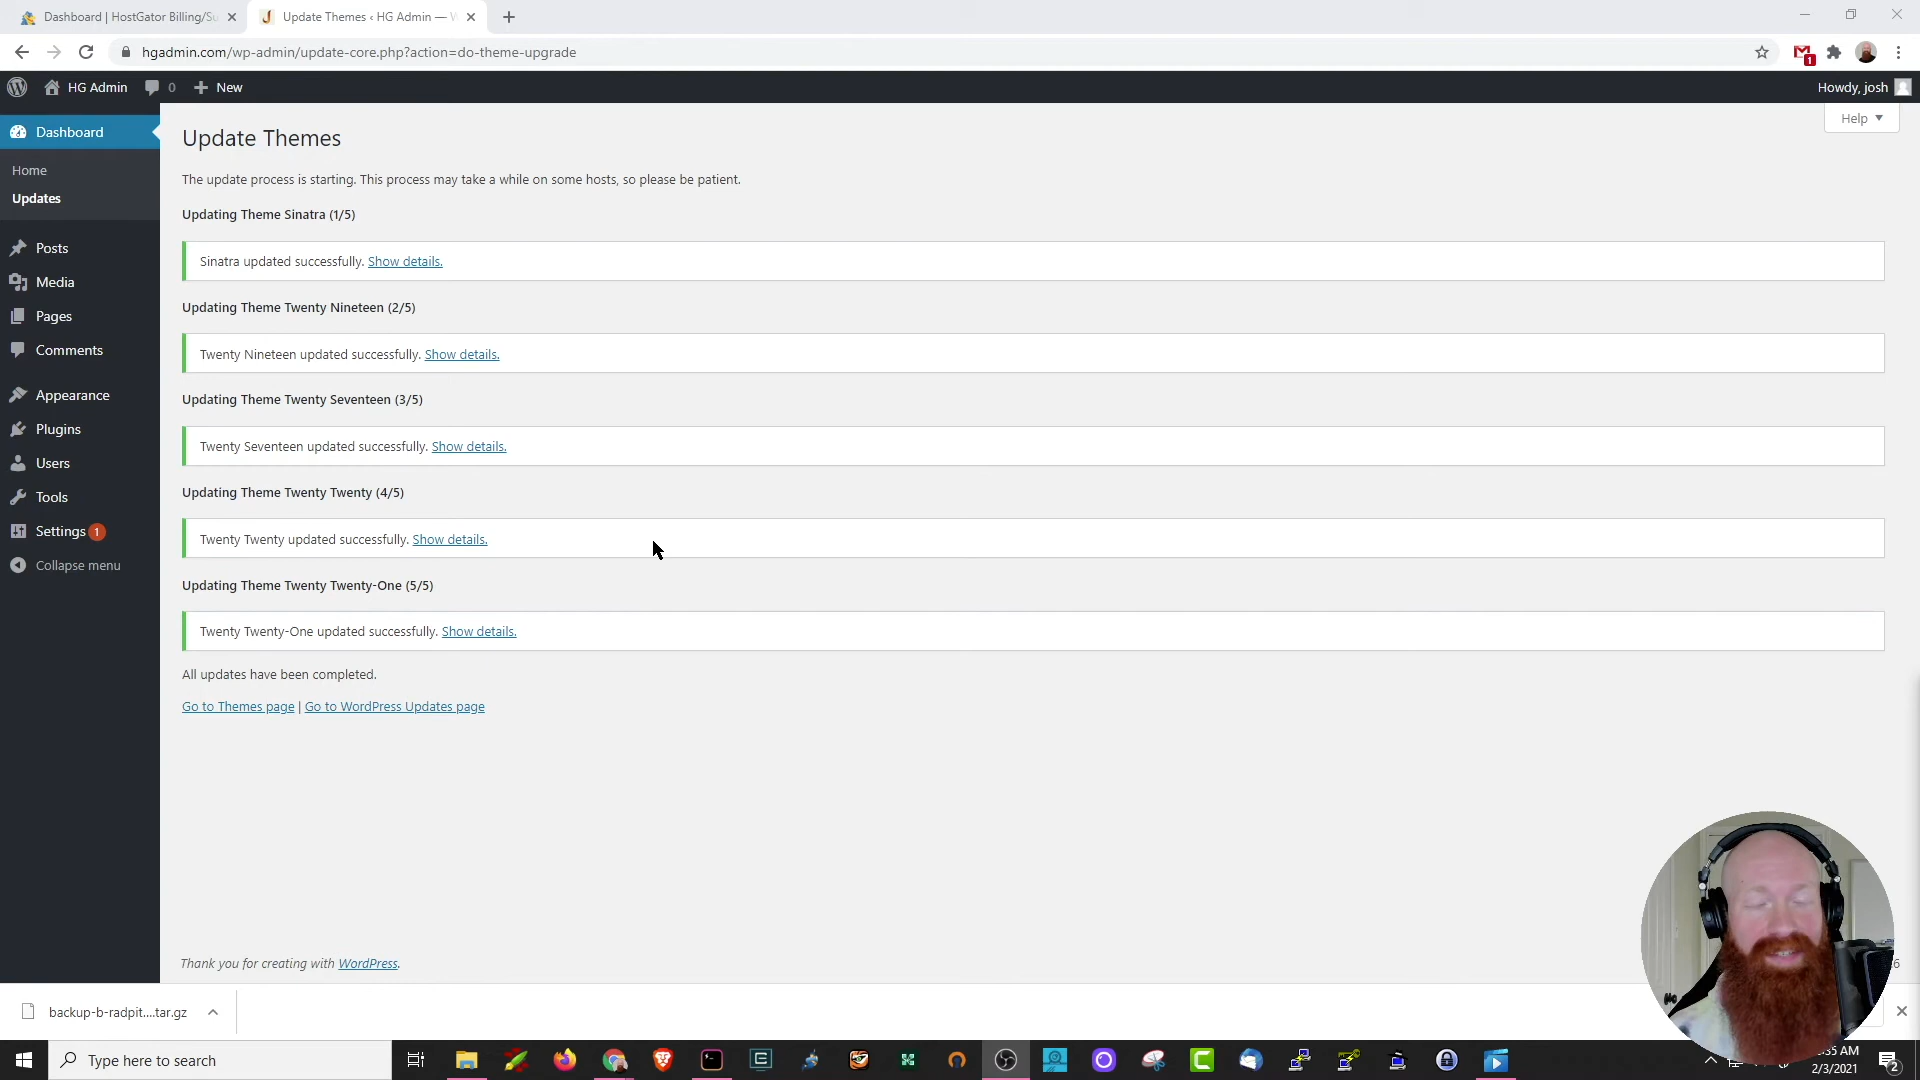 Dashboard | HostGator Billing/Su
Update Themes ‹ HG Admin — W
hgadmin.com/wp-admin/update-core.php?action=do-theme-upgrade
1
HG Admin
0
New
Howdy, josh
Dashboard
Home
Updates
Posts
Media
Pages
Comments
Appearance
Plugins
Users
Tools
Settings 1
Collapse menu
Help
Update Themes
The update process is starting. This process may take a while on some hosts, so please be patient.
Updating Theme Sinatra (1/5)
Sinatra updated successfully. Show details.
Updating Theme Twenty Nineteen (2/5)
Twenty Nineteen updated successfully. Show details.
Updating Theme Twenty Seventeen (3/5)
Twenty Seventeen updated successfully. Show details.
Updating Theme Twenty Twenty (4/5)
Twenty Twenty updated successfully. Show details.
Updating Theme Twenty Twenty-One (5/5)
Twenty Twenty-One updated successfully. Show details.
All updates have been completed.
Go to Themes page | Go to WordPress Updates page
Thank you for creating with WordPress.
backup-b-radpit....tar.gz
Type here to search
:35 AM
2/3/2021
2